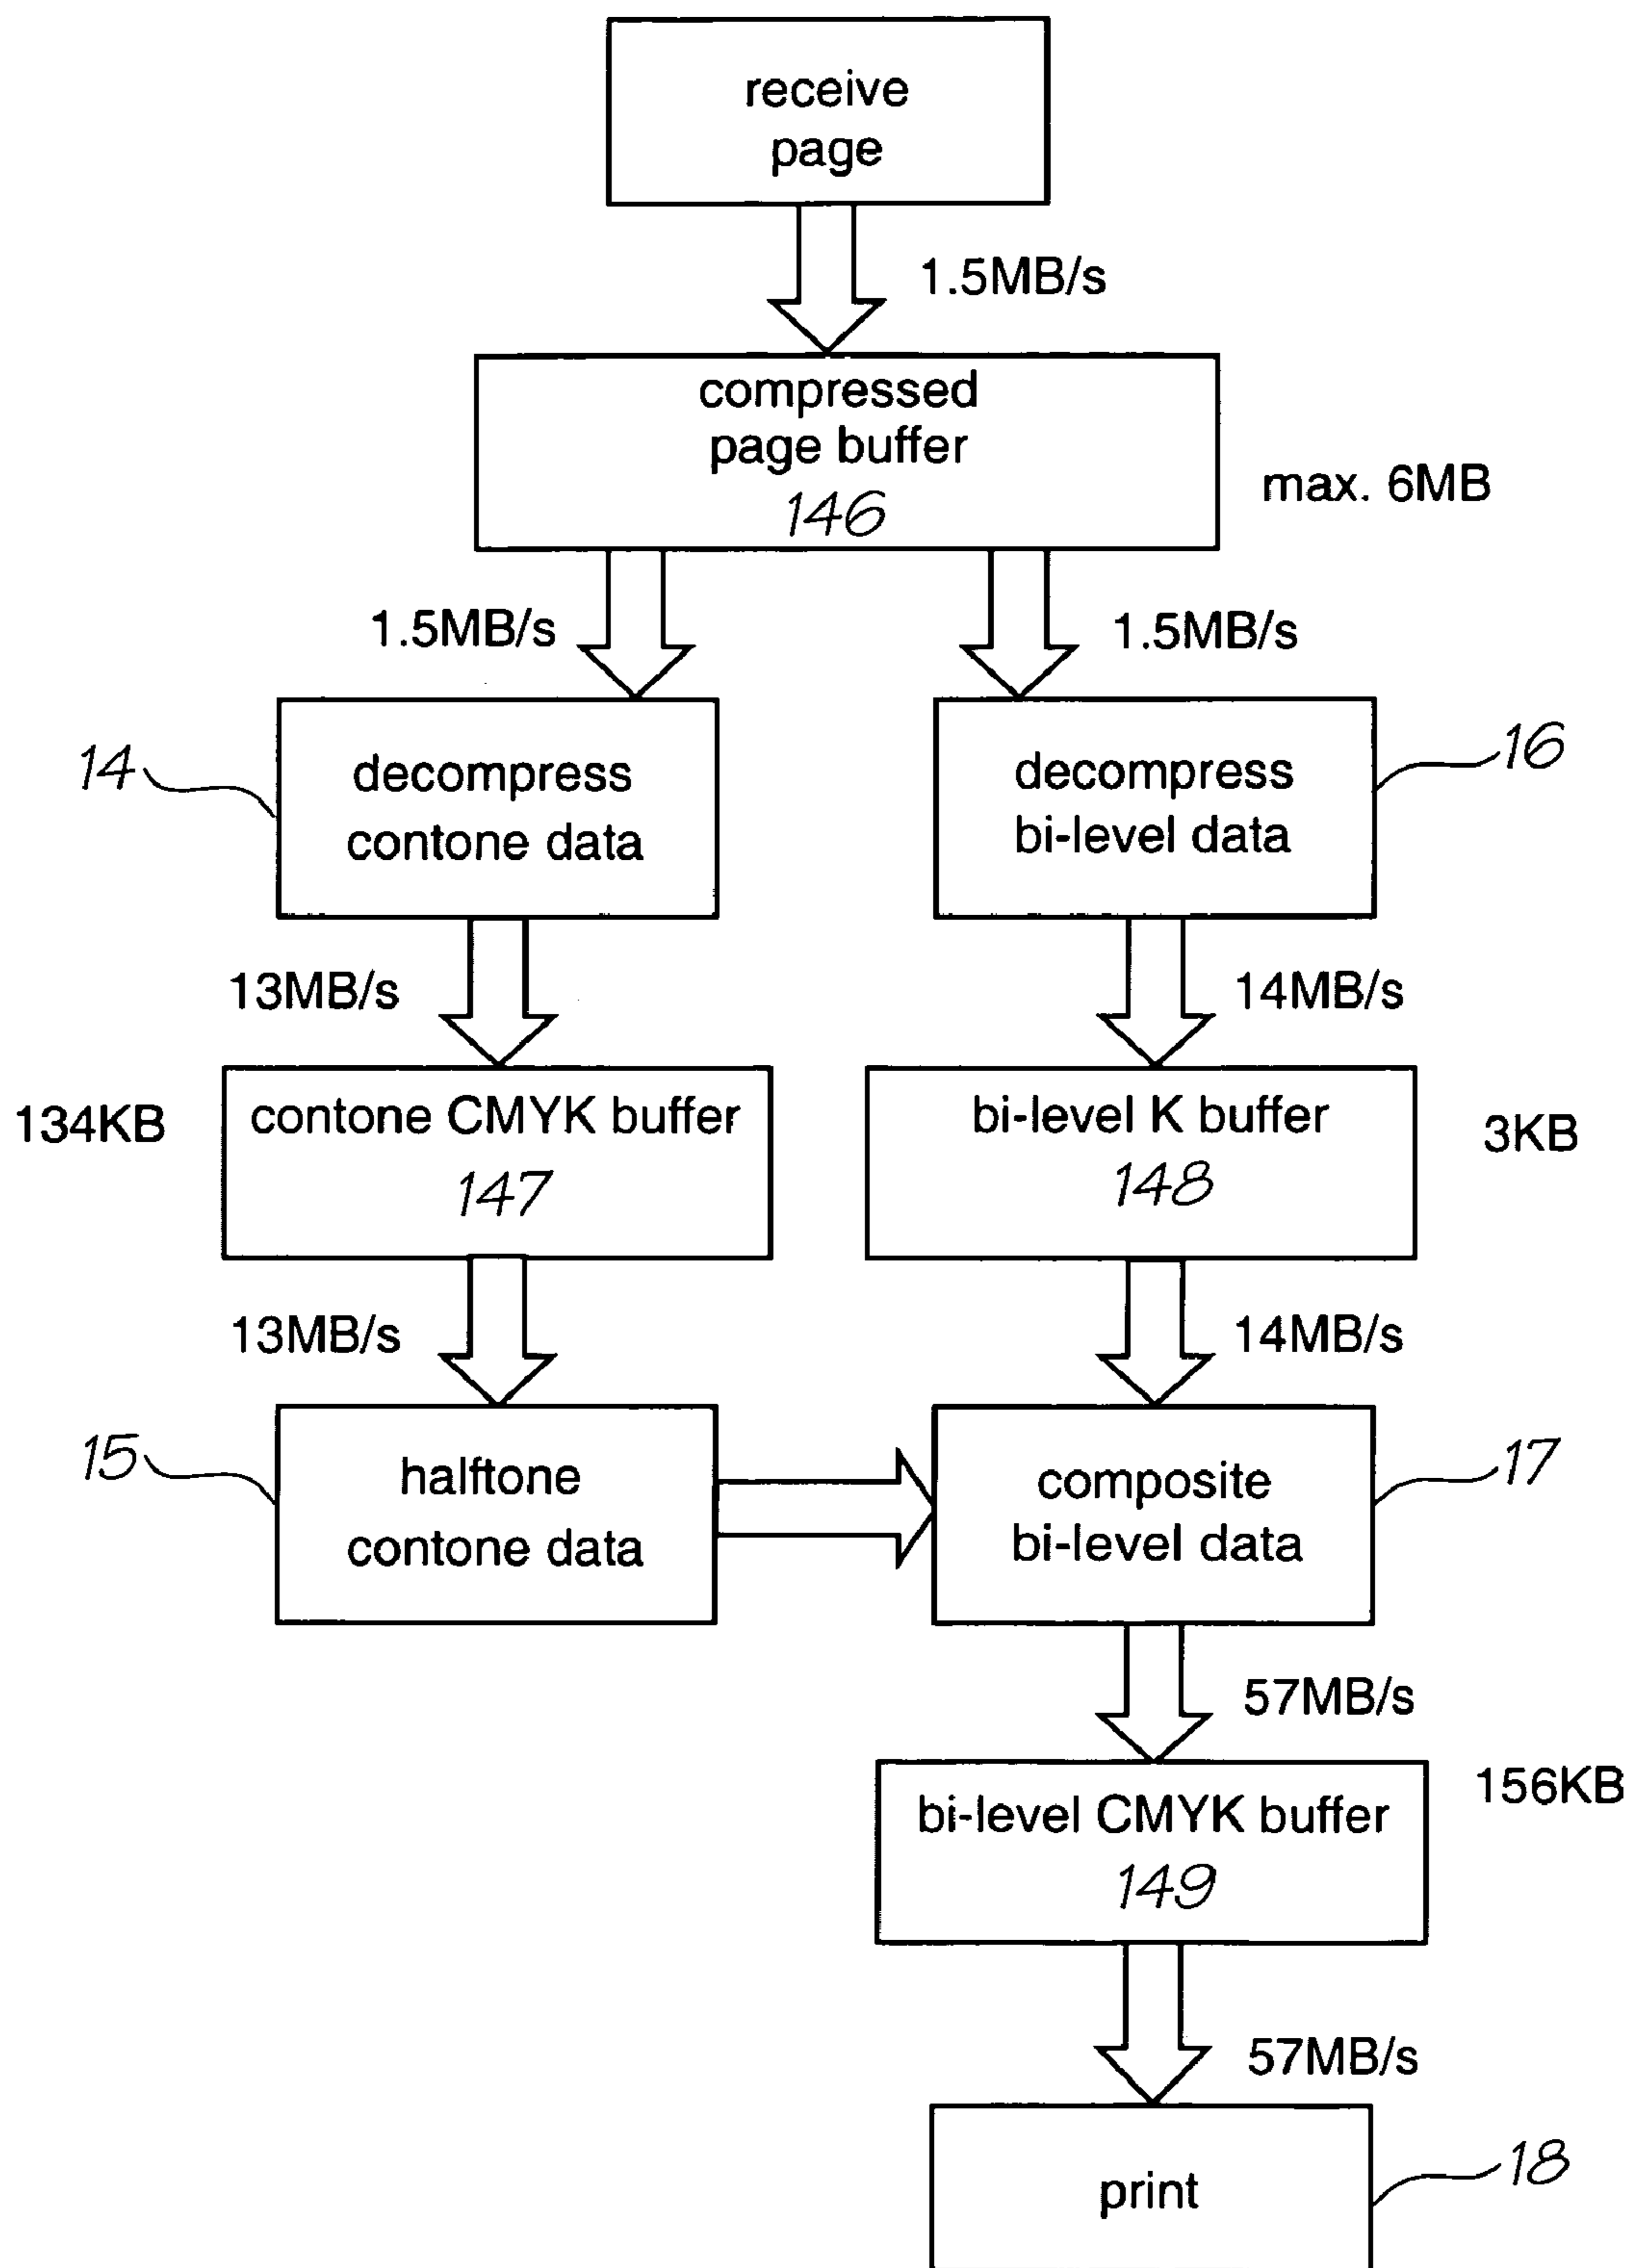 receive
page
1.5MB/s
compressed
page buffer
146
max. 6MB
1.5MB/s
1.5MB/s
14
decompress
contone data
decompress
bi-level data
16
13MB/s
14MB/s
134KB
contone CMYK buffer
147
bi-level K buffer
148
3KB
13MB/s
14MB/s
15
halftone
contone data
composite
bi-level data
17
57MB/s
bi-level CMYK buffer
149
156KB
57MB/s
print
18